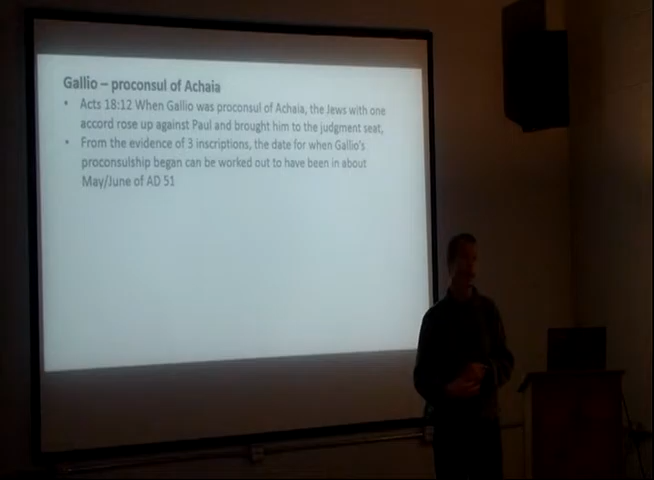 Gallio – proconsul of Achaia
• Acts 18:12 When Gallio was proconsul of Achaia, the Jews with one
accord rose up against Paul and brought him to the judgment seat,
• From the evidence of 3 inscriptions, the date for when Gallio's
proconsulship began can be worked out to have been in about
May/June of AD 51